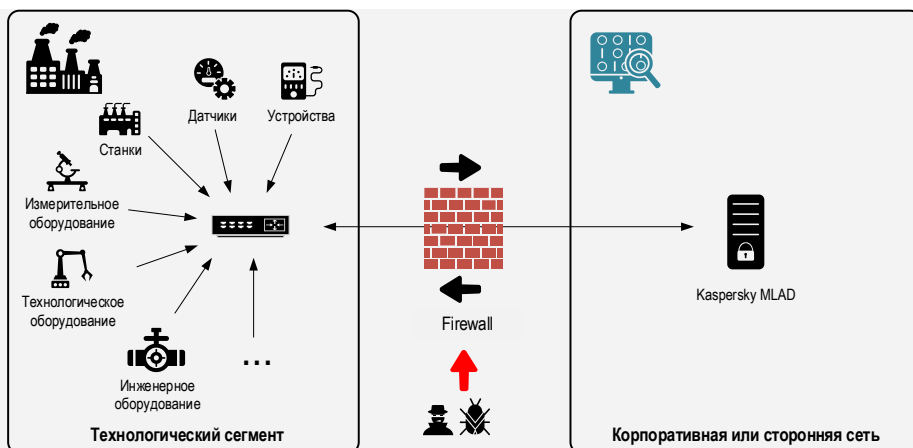 Датчики
Устройства
Станки
Измерительное
оборудование
Технологическое
оборудование
Инженерное
оборудование
...
Технологический сегмент
Firewall
Kaspersky MLAD
Корпоративная или сторонняя сеть